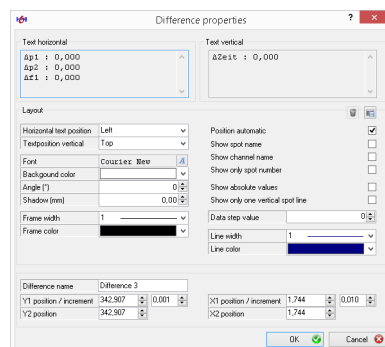 Difference properties
? ×
Text horizontal
Text vertical
Δp1 : 0,000
Δp2 : 0,000
Δf1 : 0,000
ΔZeit : 0,000
Layout
Horizontal text position Left
Position automatic
Textposition vertical Top
Show spot name
Show channel name
Font Courier New A
Show only spot number
Backgound color
Angle (°) 0
Show absolute values
Shadow (mm) 0,00
Show only one vertical spot line
Frame width 1
Data step value 0
Frame color
Line width 1
Line color
Difference name Difference 3
Y1 position / increment 342,907 0,001
X1 position / increment 1,744 0,010
Y2 position 342,907
X2 position 1,744
OK Cancel